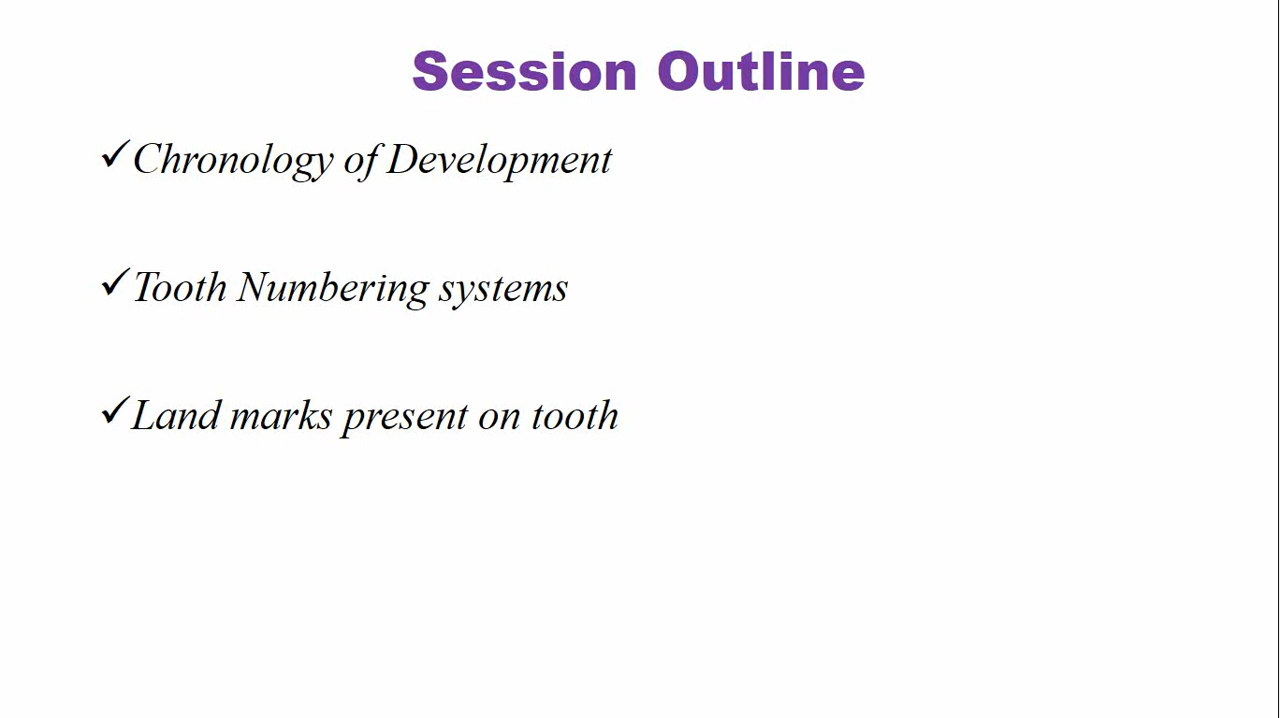 Session Outline
✓Chronology of Development
✓Tooth Numbering systems
✓Land marks present on tooth